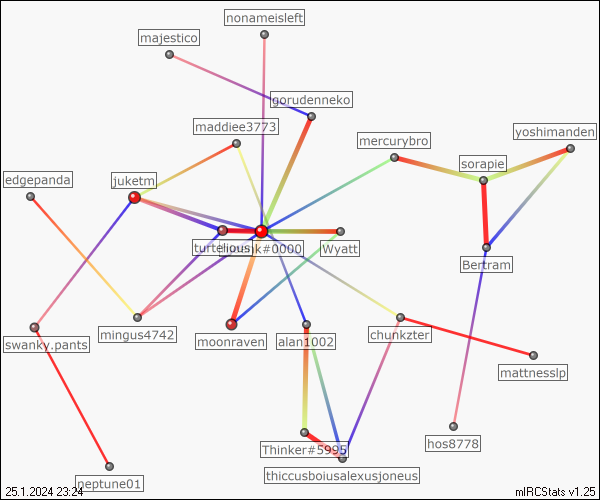 nonameisleft
majestico
gorudenneko
maddiee3773
mercurybro
yoshimanden
sorapie
edgepanda
juketm
turtelious
#0000
Wyatt
Bertram
mingus4742
swanky.pants
moonraven
alan1002
chunkzter
mattnesslp
hos8778
Thinker#5995
thiccusboiusalexusjoneus
neptune01
25.1.2024 23:24
mIRCStats v1.25